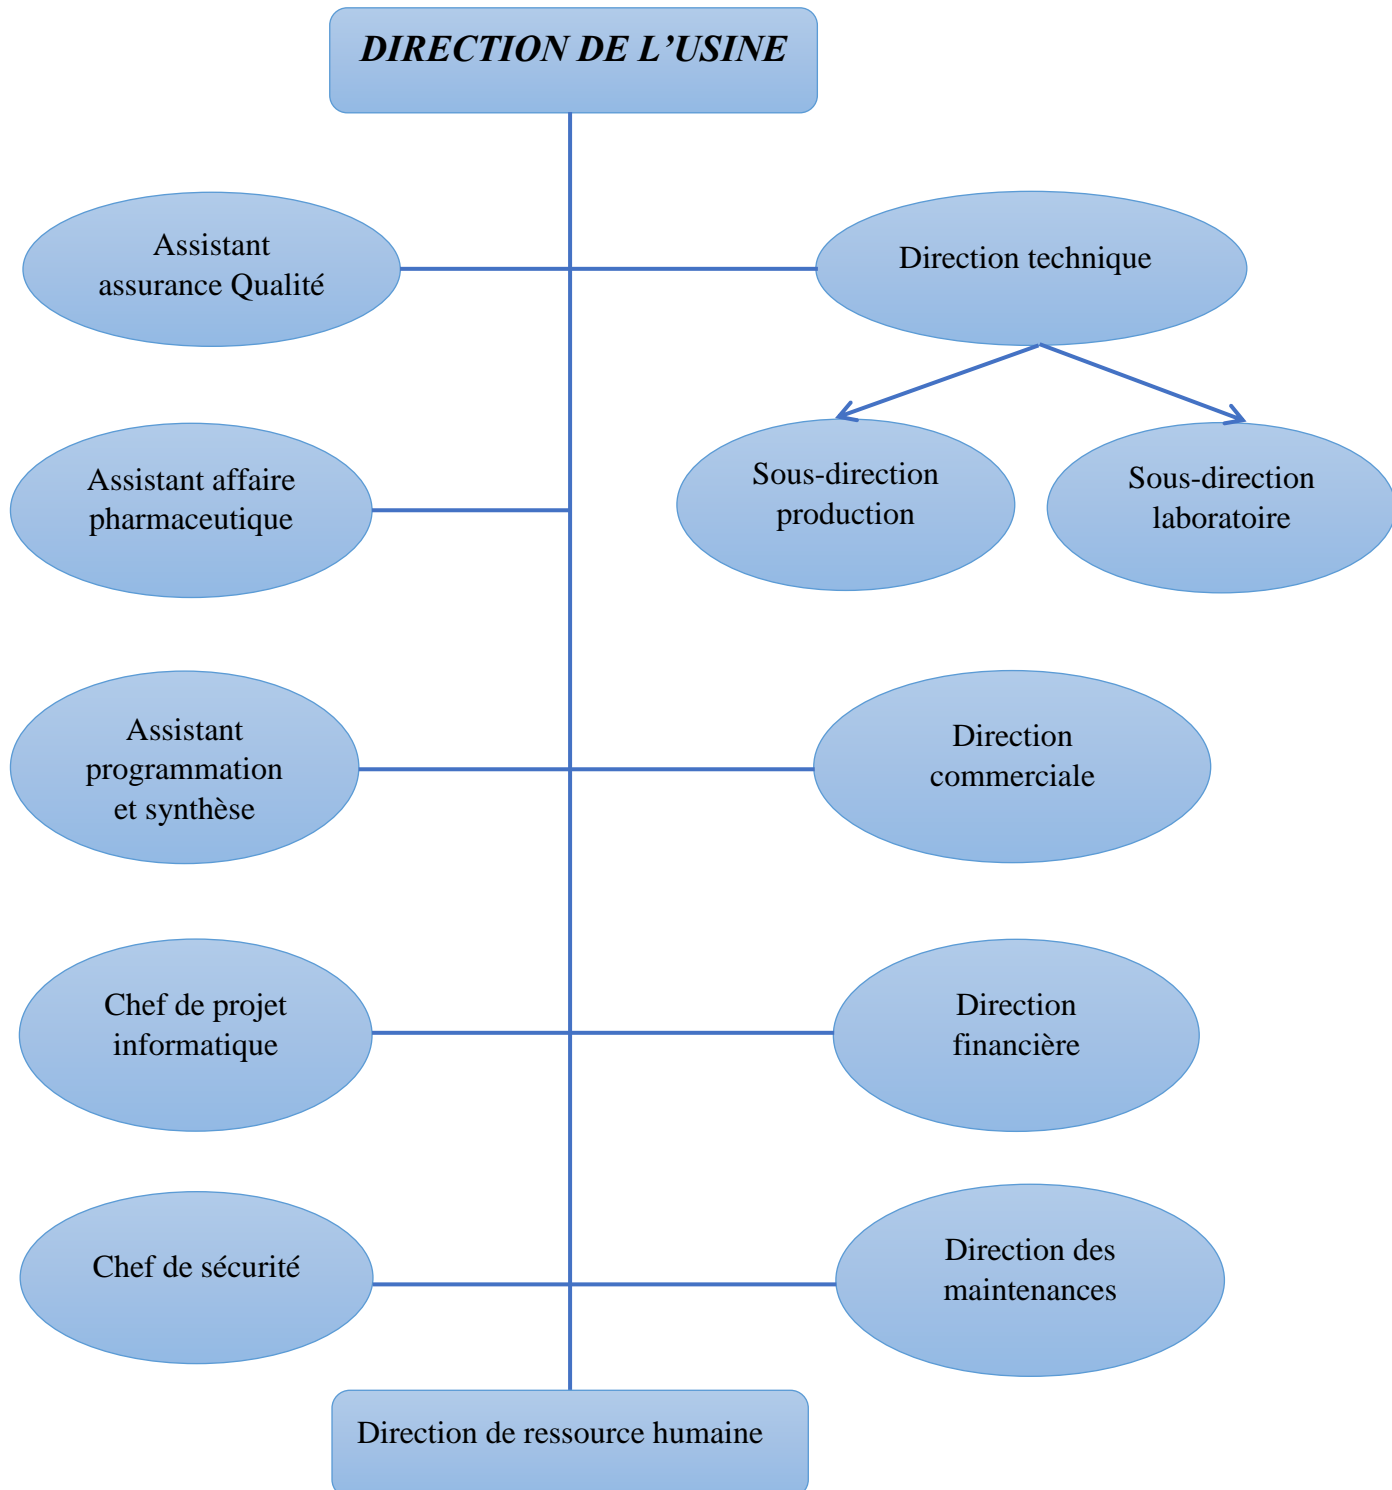 DIRECTION DE L’USINE
Assistant
assurance Qualité
Direction technique
Assistant affaire
pharmaceutique
Sous-direction
production
Sous-direction
laboratoire
Assistant
programmation
et synthèse
Direction
commerciale
Chef de projet
informatique
Direction
financière
Chef de sécurité
Direction des
maintenances
Direction de ressource humaine